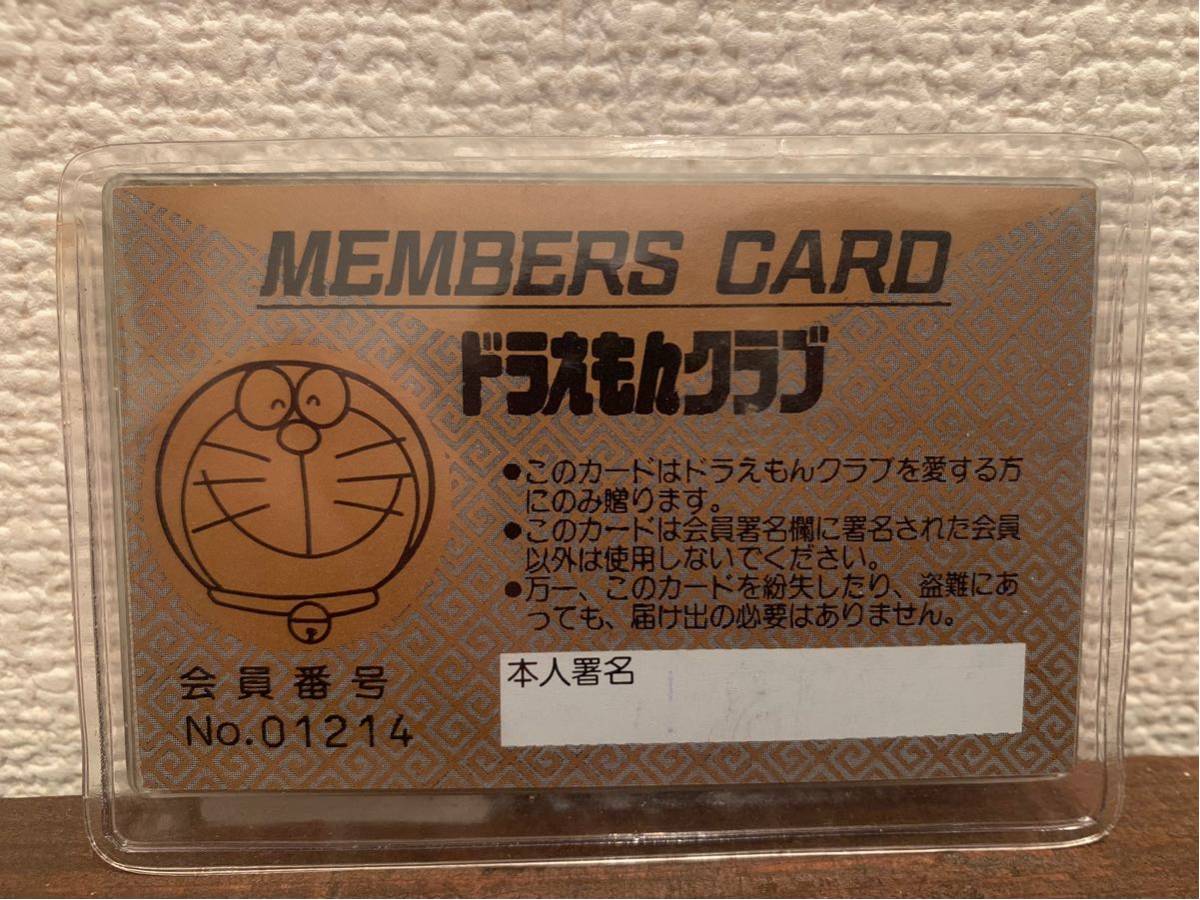 MEMBERS CARD
ドラえもんクラブ
●このカードはドラえもんクラブを愛する方
にのみ贈ります。
●このカードは会員署名欄に署名された会員
以外は使用しないでください。
●万一、このカードを紛失したり、盗難にあ
っても、届け出の必要はありません。
会員番号
No.01214
本人署名